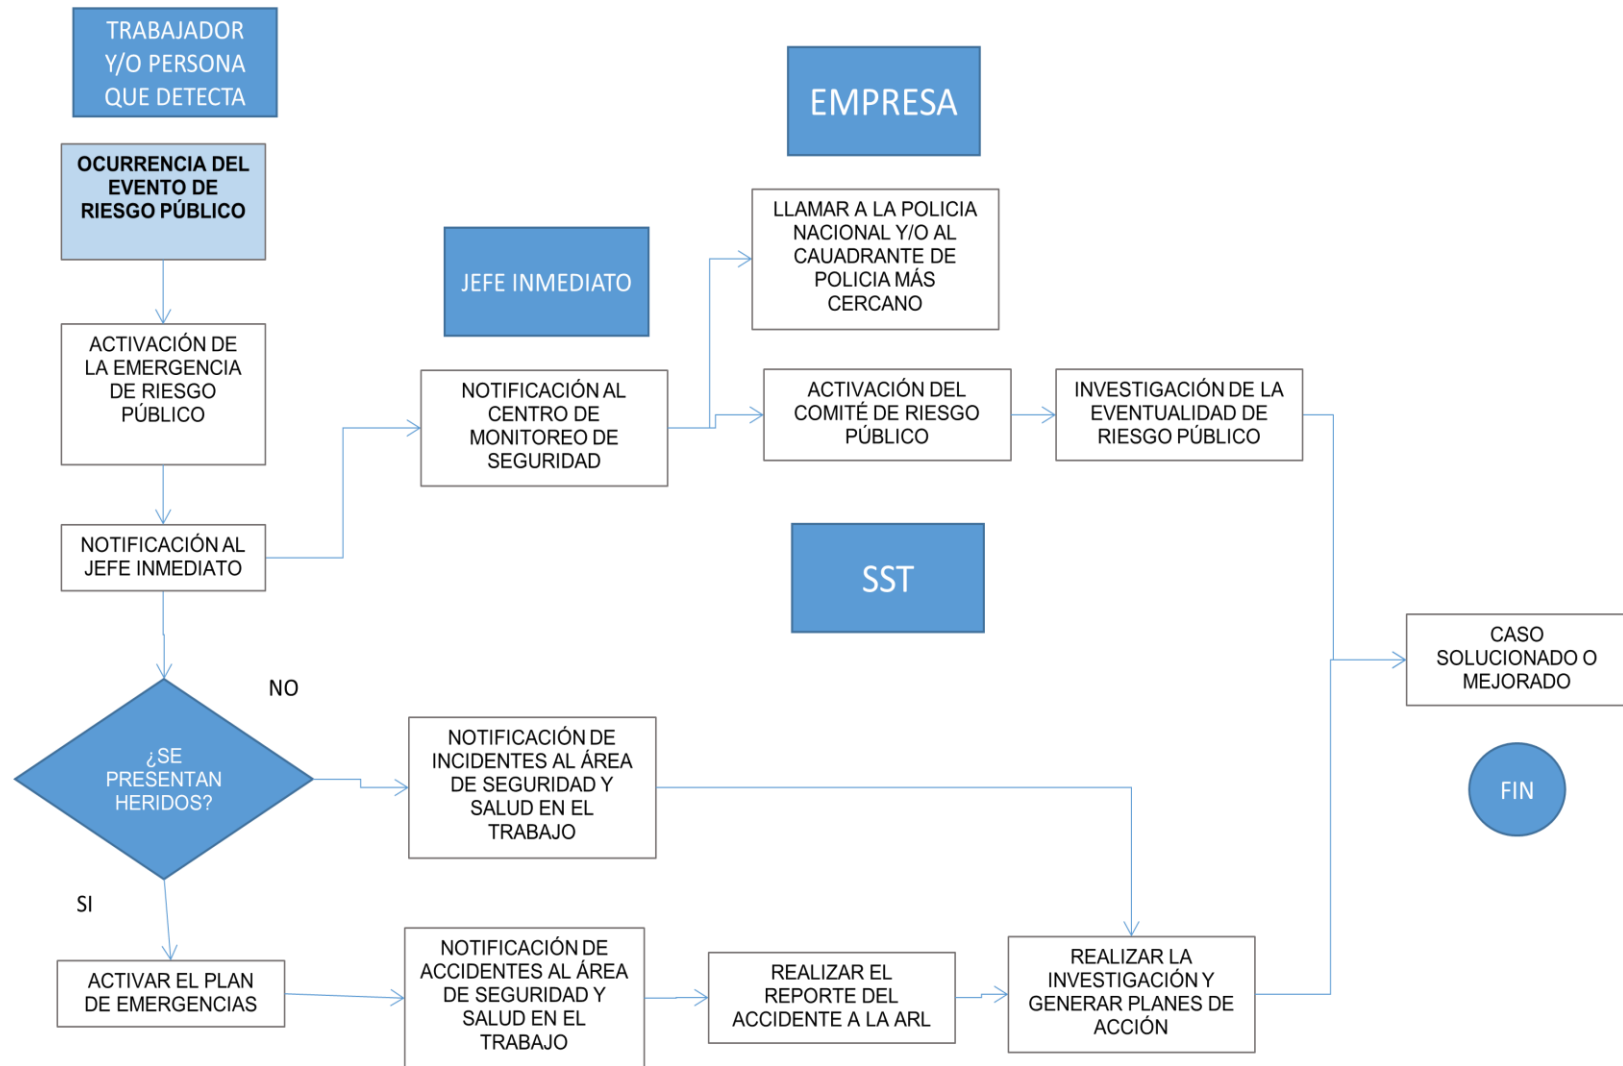 TRABAJADOR
Y/O PERSONA
QUE DETECTA
EMPRESA
OCURRENCIA DEL
EVENTO DE
RIESGO PÚBLICO
LLAMAR A LA POLICIA
NACIONAL Y/O AL
CAUADRANTE DE
POLICIA MÁS
CERCANO
JEFE INMEDIATO
ACTIVACIÓN DE
LA EMERGENCIA
DE RIESGO
PÚBLICO
NOTIFICACIÓN AL
CENTRO DE
MONITOREO DE
SEGURIDAD
ACTIVACIÓN DEL
COMITÉ DE RIESGO
PÚBLICO
INVESTIGACIÓN DE LA
EVENTUALIDAD DE
RIESGO PÚBLICO
NOTIFICACIÓN AL
JEFE INMEDIATO
SST
CASO
SOLUCIONADO O
MEJORADO
NO
¿SE
PRESENTAN
HERIDOS?
NOTIFICACIÓN DE
INCIDENTES AL ÁREA
DE SEGURIDAD Y
SALUD EN EL
TRABAJO
FIN
SI
ACTIVAR EL PLAN
DE EMERGENCIAS
NOTIFICACIÓN DE
ACCIDENTES AL ÁREA
DE SEGURIDAD Y
SALUD EN EL
TRABAJO
REALIZAR EL
REPORTE DEL
ACCIDENTE A LA ARL
REALIZAR LA
INVESTIGACIÓN Y
GENERAR PLANES DE
ACCIÓN